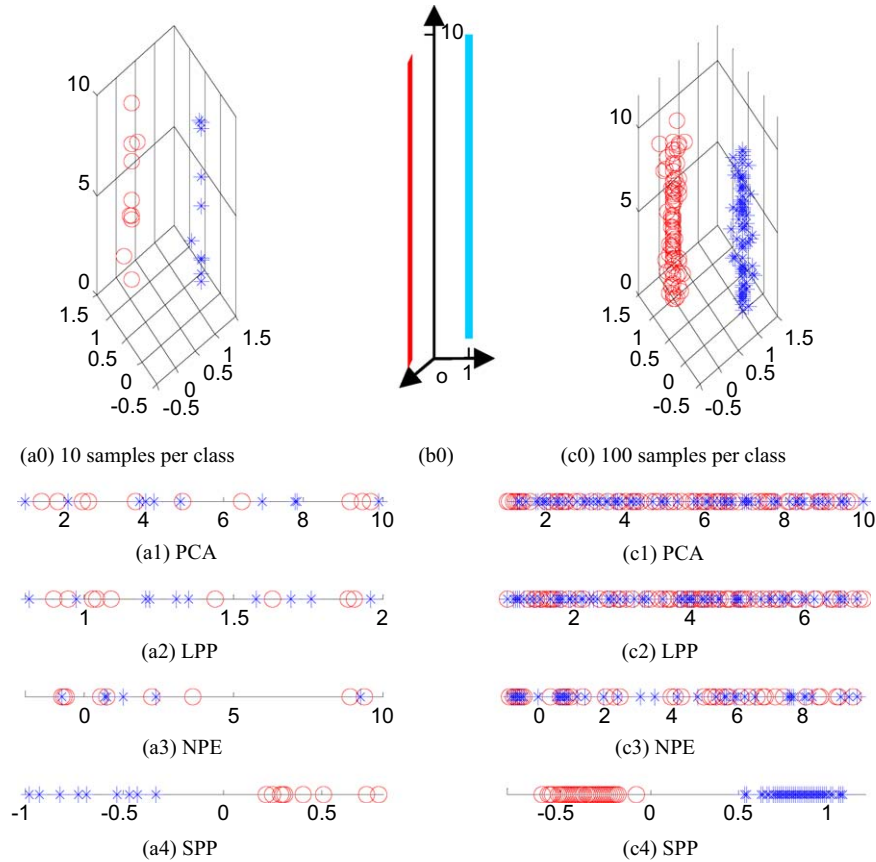 10
5
0
1.5
1
0.5
0
-0.5
1.5
1
0.5
0
-0.5
(a0) 10 samples per class
10
o
1
(b0)
10
5
0
1.5
1
0.5
0
-0.5
1.5
1
0.5
0
-0.5
(c0) 100 samples per class
2 4 6 8 10
(a1) PCA
2 4 6 8 10
(c1) PCA
1 1.5 2
(a2) LPP
2 4 6
(c2) LPP
0 5 10
(a3) NPE
0 2 4 6 8
(c3) NPE
-1 -0.5 0 0.5
(a4) SPP
-0.5 0 0.5 1
(c4) SPP